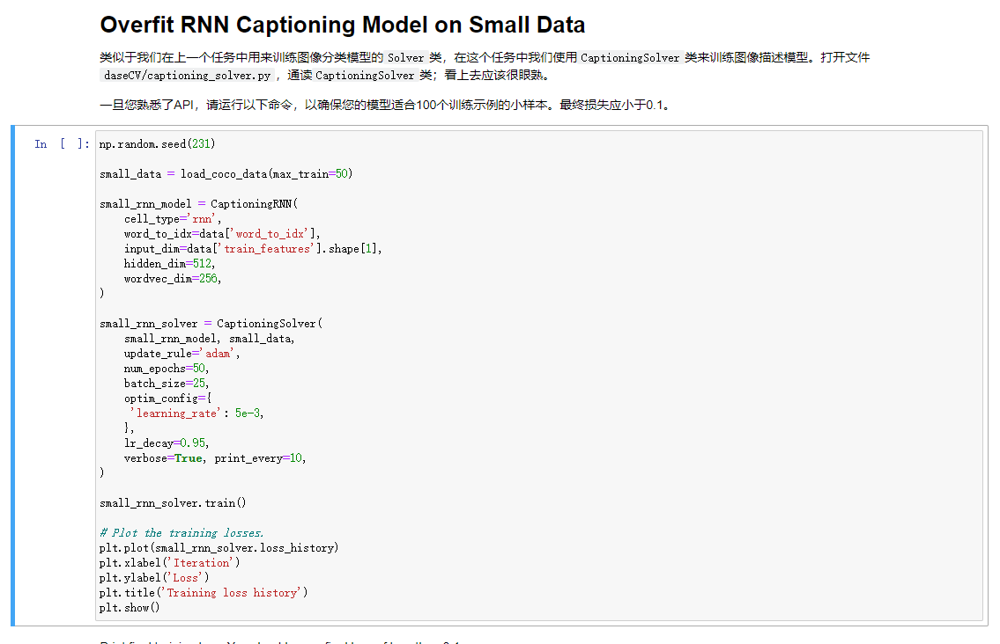 Overfit RNN Captioning Model on Small Data
类似于我们在上一个任务中用来训练图像分类模型的 Solver 类，在这个任务中我们使用 CaptioningSolver 类来训练图像描述模型。打开文件
daseCV/captioning_solver.py ，通读 CaptioningSolver 类；看上去应该很眼熟。
一旦您熟悉了API，请运行以下命令，以确保您的模型适合100个训练示例的小样本。最终损失应小于0.1。
In [ ]: np.random.seed(231)
small_data = load_coco_data(max_train=50)
small_rnn_model = CaptioningRNN(
    cell_type='rnn',
    word_to_idx=data['word_to_idx'],
    input_dim=data['train_features'].shape[1],
    hidden_dim=512,
    wordvec_dim=256,
)
small_rnn_solver = CaptioningSolver(
    small_rnn_model, small_data,
    update_rule='adam',
    num_epochs=50,
    batch_size=25,
    optim_config={
     'learning_rate': 5e-3,
    },
    lr_decay=0.95,
    verbose=True, print_every=10,
)
small_rnn_solver.train()
# Plot the training losses.
plt.plot(small_rnn_solver.loss_history)
plt.xlabel('Iteration')
plt.ylabel('Loss')
plt.title('Training loss history')
plt.show()